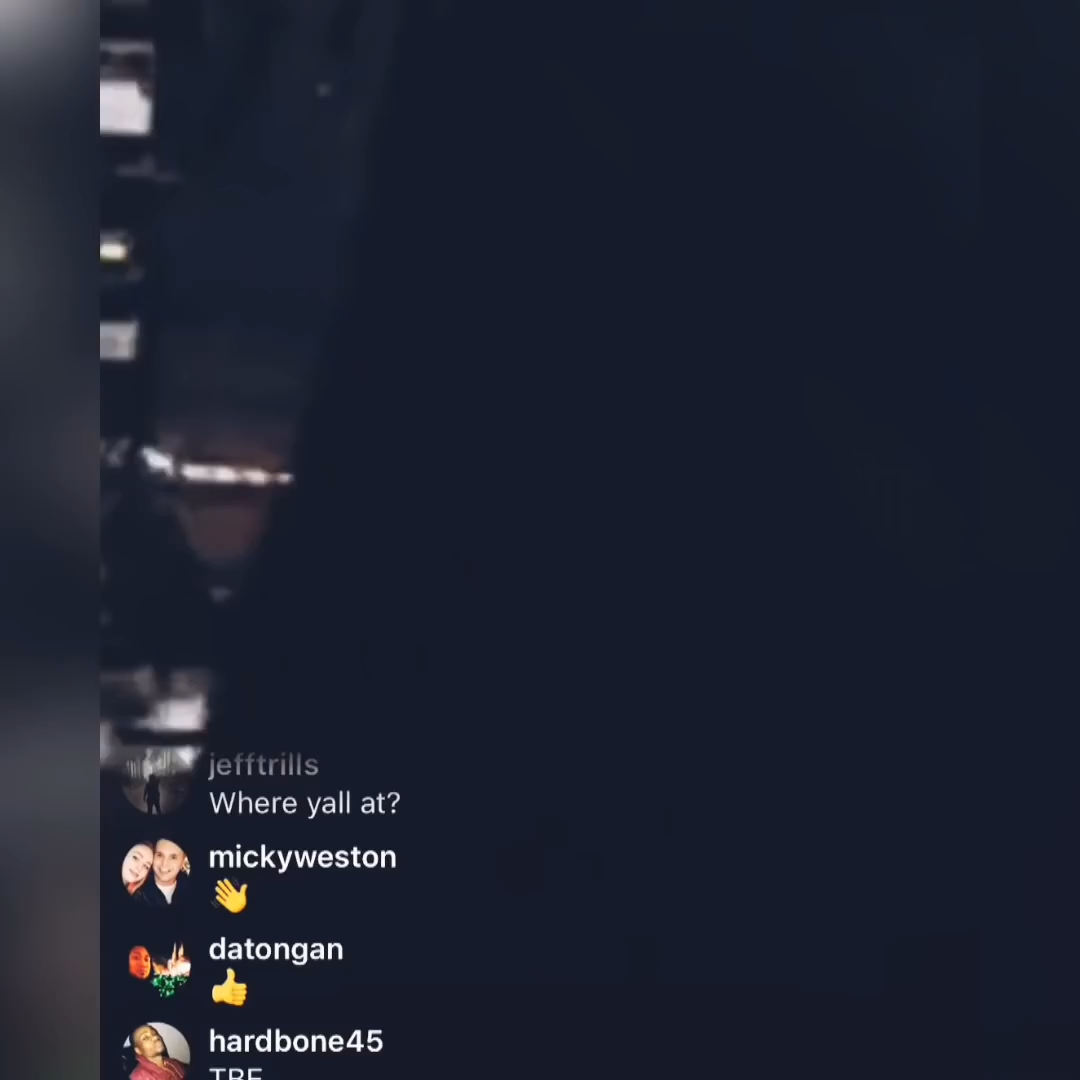 jefftrills
Where yall at?
mickyweston
👋
datongan
👍
hardbone45